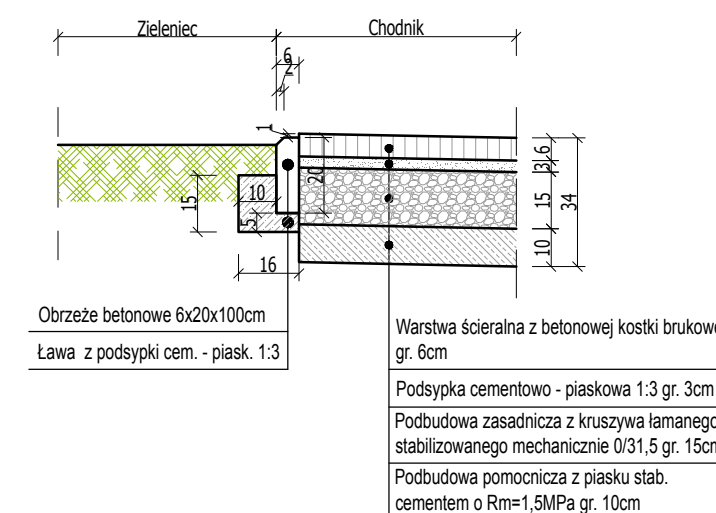 Zieleniec
Chodnik
6
2
1
20
10
15
5
16
6
3
15
10
34
Obrzeże betonowe 6x20x100cm
Ława z podsypki cem. - piask. 1:3
Warstwa ścieralna z betonowej kostki brukowe
gr. 6cm
Podsypka cementowo - piaskowa 1:3 gr. 3cm
Podbudowa zasadnicza z kruszywa łamanego
stabilizowanego mechanicznie 0/31,5 gr. 15cm
Podbudowa pomocnicza z piasku stab.
cementem o Rm=1,5MPa gr. 10cm